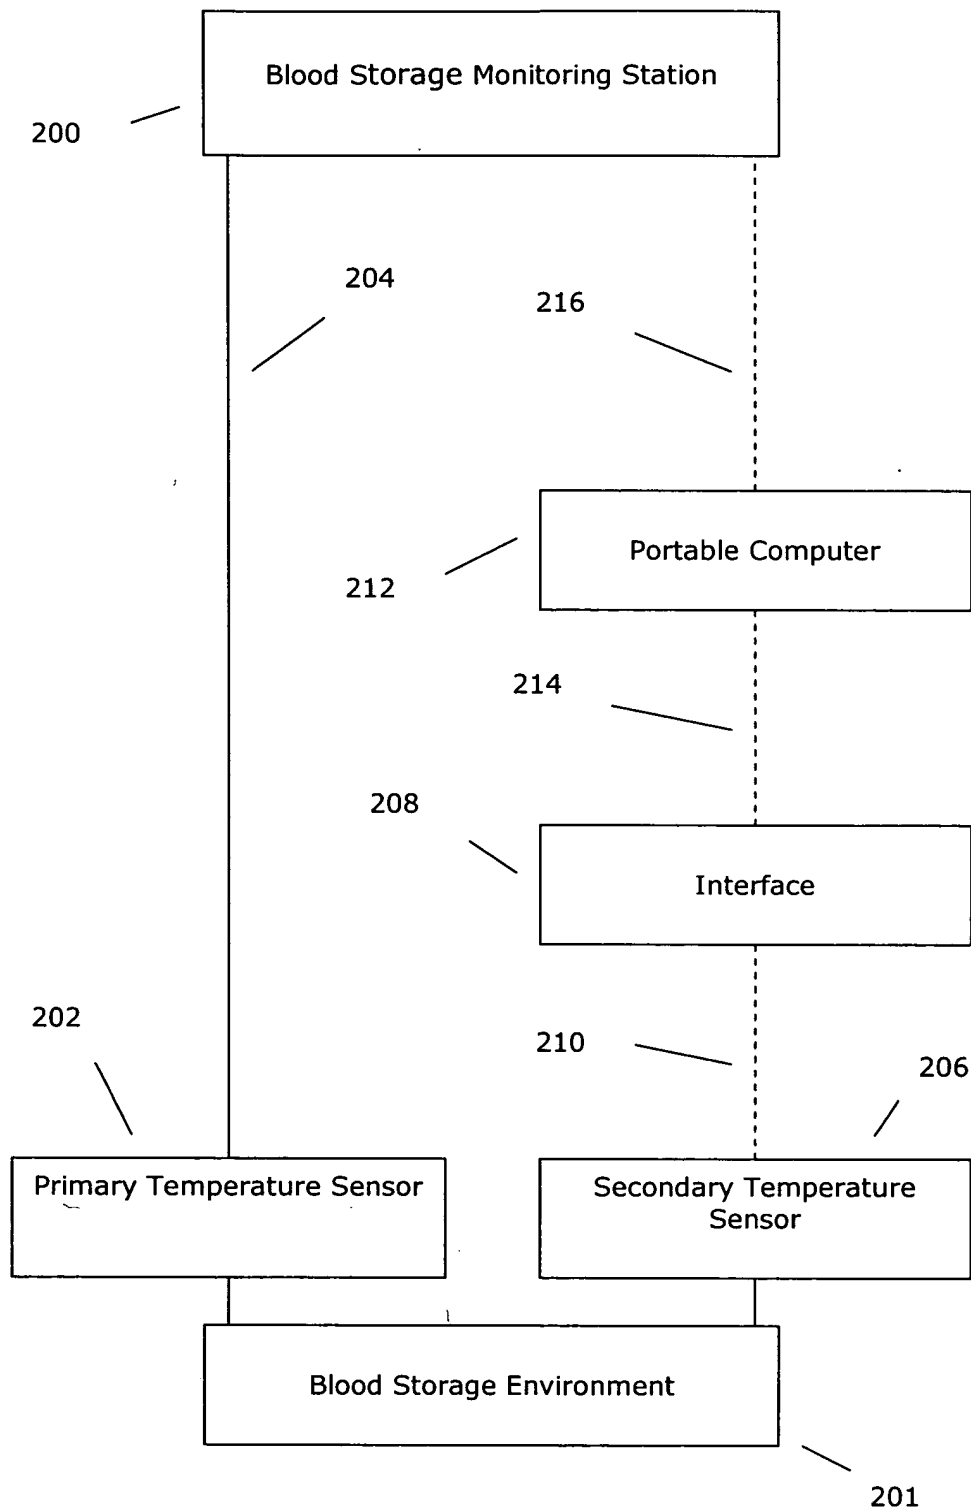 Blood Storage Monitoring Station
200
204
216
Portable Computer
212
214
208
Interface
202
210
206
Primary Temperature Sensor
Secondary Temperature
Sensor
Blood Storage Environment
201